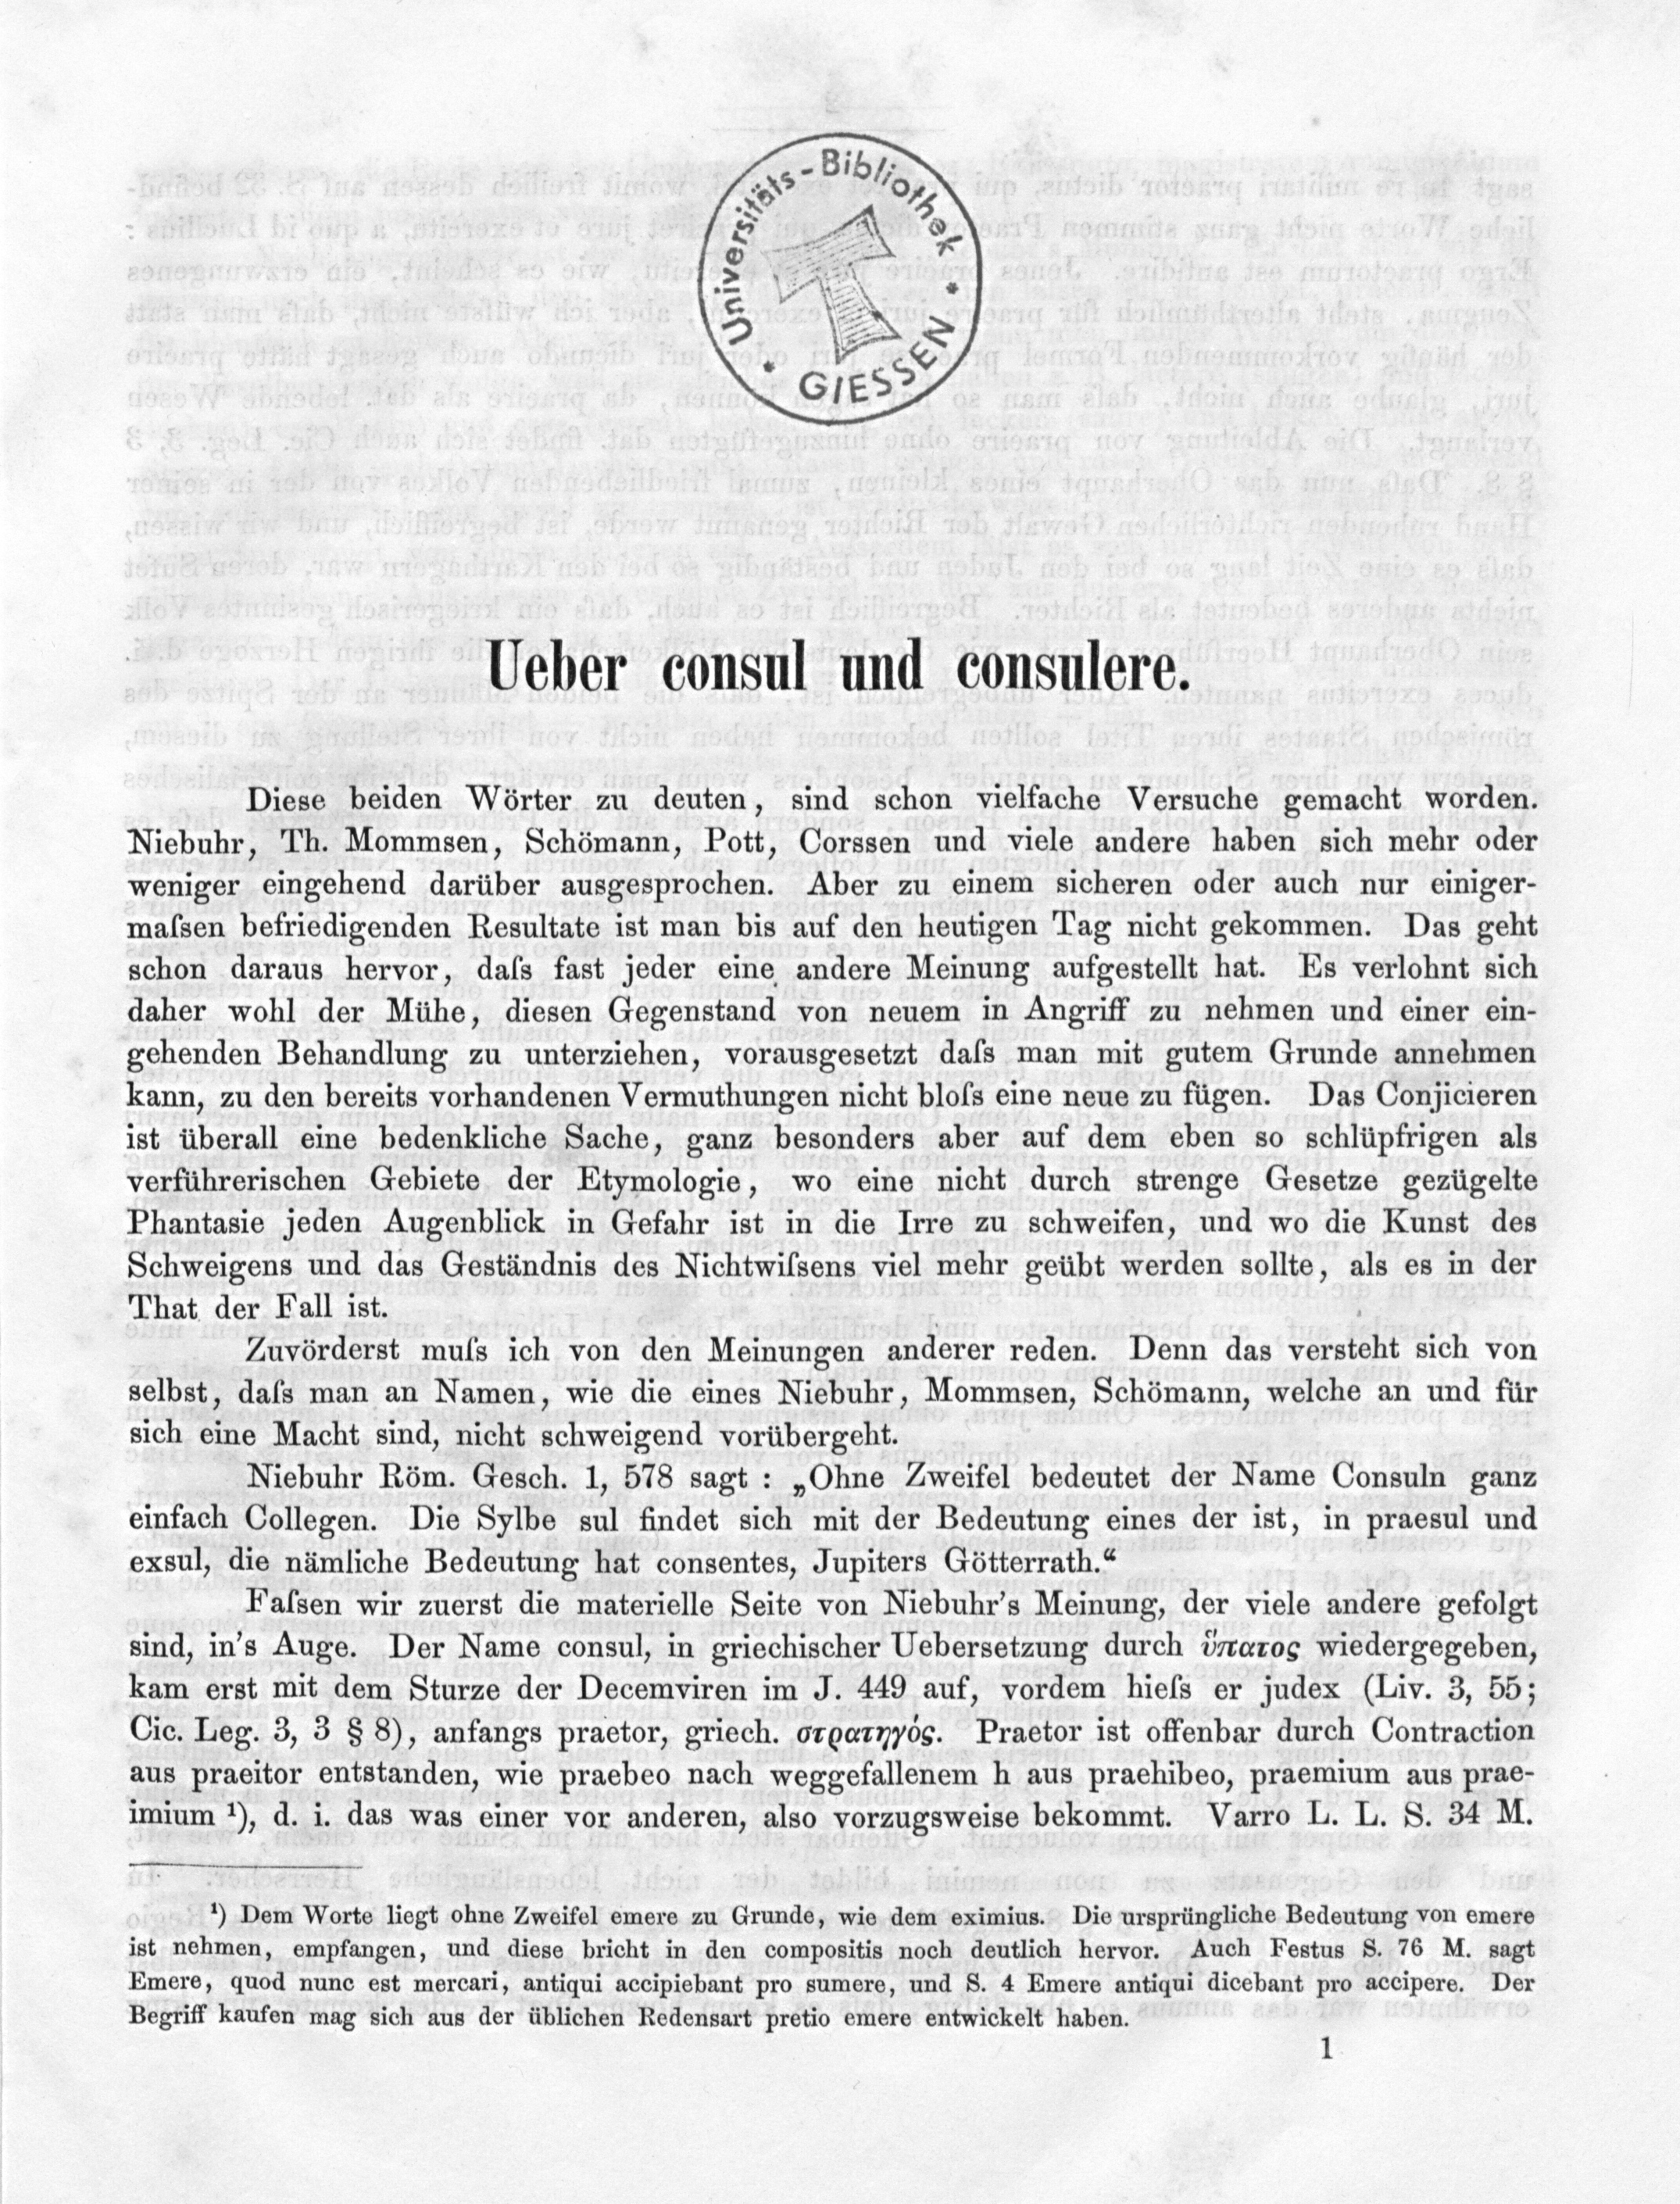 Universitäts-Bibliothek
GIESSEN
Ueber consul und consulere.
Diese beiden Wörter zu deuten, sind schon vielfache Versuche gemacht worden.
Niebuhr, Th. Mommsen, Schömann, Pott, Corssen und viele andere haben sich mehr oder
weniger eingehend darüber ausgesprochen. Aber zu einem sicheren oder auch nur einiger-
maſsen befriedigenden Resultate ist man bis auf den heutigen Tag nicht gekommen. Das geht
schon daraus hervor, daſs fast jeder eine andere Meinung aufgestellt hat. Es verlohnt sich
daher wohl der Mühe, diesen Gegenstand von neuem in Angriff zu nehmen und einer ein-
gehenden Behandlung zu unterziehen, vorausgesetzt daſs man mit gutem Grunde annehmen
kann, zu den bereits vorhandenen Vermuthungen nicht bloſs eine neue zu fügen. Das Conjicieren
ist überall eine bedenkliche Sache, ganz besonders aber auf dem eben so schlüpfrigen als
verführerischen Gebiete der Etymologie, wo eine nicht durch strenge Gesetze gezügelte
Phantasie jeden Augenblick in Gefahr ist in die Irre zu schweifen, und wo die Kunst des
Schweigens und das Geständnis des Nichtwiſsens viel mehr geübt werden sollte, als es in der
That der Fall ist.
Zuvörderst muſs ich von den Meinungen anderer reden. Denn das versteht sich von
selbst, daſs man an Namen, wie die eines Niebuhr, Mommsen, Schömann, welche an und für
sich eine Macht sind, nicht schweigend vorübergeht.
Niebuhr Röm. Gesch. 1, 578 sagt : „Ohne Zweifel bedeutet der Name Consuln ganz
einfach Collegen. Die Sylbe sul findet sich mit der Bedeutung eines der ist, in praesul und
exsul, die nämliche Bedeutung hat consentes, Jupiters Götterrath.“
Faſsen wir zuerst die materielle Seite von Niebuhr's Meinung, der viele andere gefolgt
sind, in's Auge. Der Name consul, in griechischer Uebersetzung durch ὕπατος wiedergegeben,
kam erst mit dem Sturze der Decemviren im J. 449 auf, vordem hieſs er judex (Liv. 3, 55;
Cic. Leg. 3, 3 § 8), anfangs praetor, griech. στρατηγός. Praetor ist offenbar durch Contraction
aus praeitor entstanden, wie praebeo nach weggefallenem h aus praehibeo, praemium aus prae-
imium ¹), d. i. das was einer vor anderen, also vorzugsweise bekommt. Varro L. L. S. 34 M.
¹) Dem Worte liegt ohne Zweifel emere zu Grunde, wie dem eximius. Die ursprüngliche Bedeutung von emere
ist nehmen, empfangen, und diese bricht in den compositis noch deutlich hervor. Auch Festus S. 76 M. sagt
Emere, quod nunc est mercari, antiqui accipiebant pro sumere, und S. 4 Emere antiqui dicebant pro accipere. Der
Begriff kaufen mag sich aus der üblichen Redensart pretio emere entwickelt haben.
1